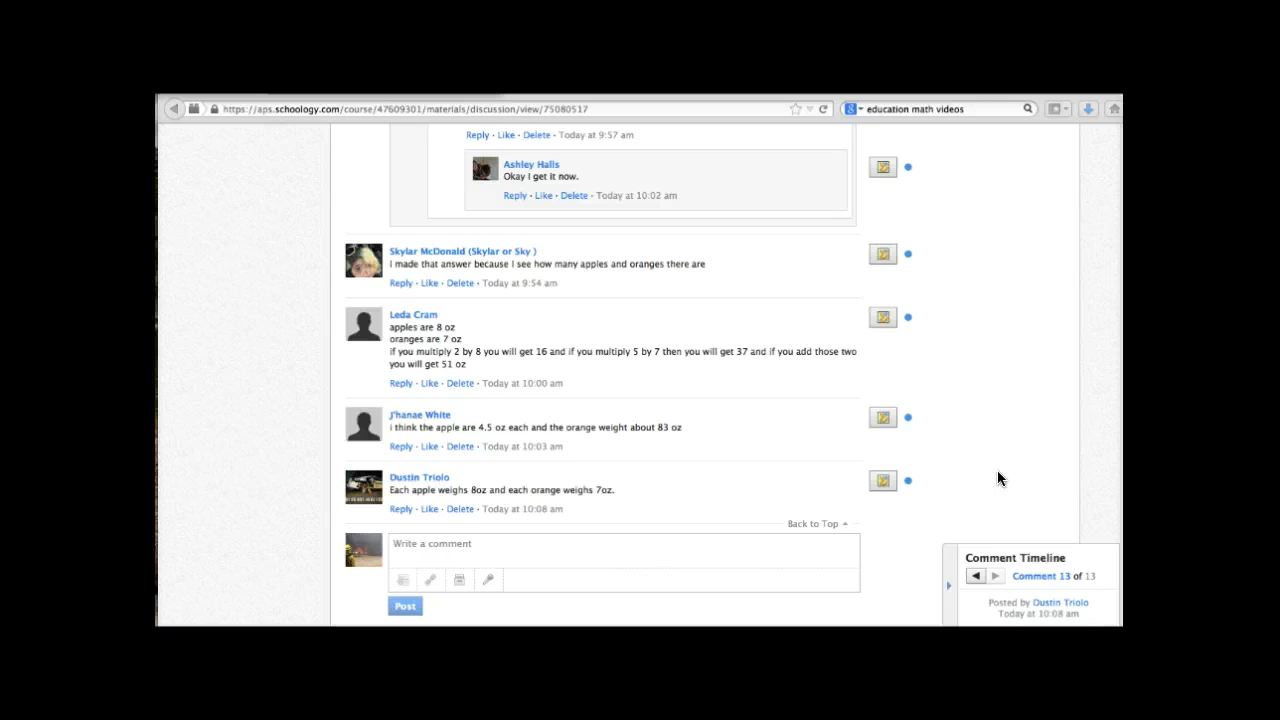 https://aps.schoology.com/course/47609301/materials/discussion/view/75080517
education math videos
Reply · Like · Delete · Today at 9:57 am
Ashley Halls
Okay I get it now.
Reply · Like · Delete · Today at 10:02 am
Skylar McDonald (Skylar or Sky )
I made that answer because I see how many apples and oranges there are
Reply · Like · Delete · Today at 9:54 am
Leda Cram
apples are 8 oz
oranges are 7 oz
if you multiply 2 by 8 you will get 16 and if you multiply 5 by 7 then you will get 37 and if you add those two
you will get 51 oz
Reply · Like · Delete · Today at 10:00 am
J'hanae White
i think the apple are 4.5 oz each and the orange weight about 83 oz
Reply · Like · Delete · Today at 10:03 am
Dustin Triolo
Each apple weighs 8oz and each orange weighs 7oz.
Reply · Like · Delete · Today at 10:08 am
Back to Top
Write a comment
Post
Comment Timeline
Comment 13 of 13
Posted by Dustin Triolo
Today at 10:08 am